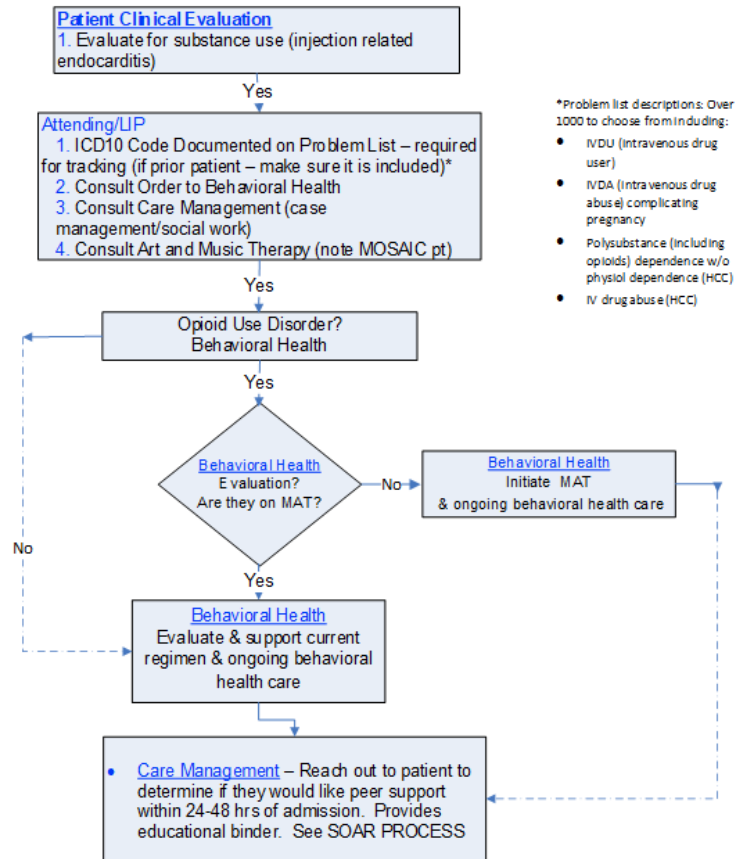 Patient Clinical Evaluation
1. Evaluate for substance use (injection related
endocarditis)
Yes
Attending/LIP
1. ICD10 Code Documented on Problem List – required
for tracking (if prior patient – make sure it is included)*
2. Consult Order to Behavioral Health
3. Consult Care Management (case
management/social work)
4. Consult Art and Music Therapy (note MOSAIC pt)
*Problem list descriptions: Over
1000 to choose from including:
• IVDU (intravenous drug
user)
• IVDA (intravenous drug
abuse) complicating
pregnancy
• Polysubstance (including
opioids) dependence w/o
physiol dependence (HCC)
• IV drug abuse (HCC)
Yes
Opioid Use Disorder?
Behavioral Health
Yes
Behavioral Health
Evaluation?
Are they on MAT?
No
Behavioral Health
Initiate MAT
& ongoing behavioral health care
No
Yes
Behavioral Health
Evaluate & support current
regimen & ongoing behavioral
health care
• Care Management – Reach out to patient to
determine if they would like peer support
within 24-48 hrs of admission. Provides
educational binder. See SOAR PROCESS